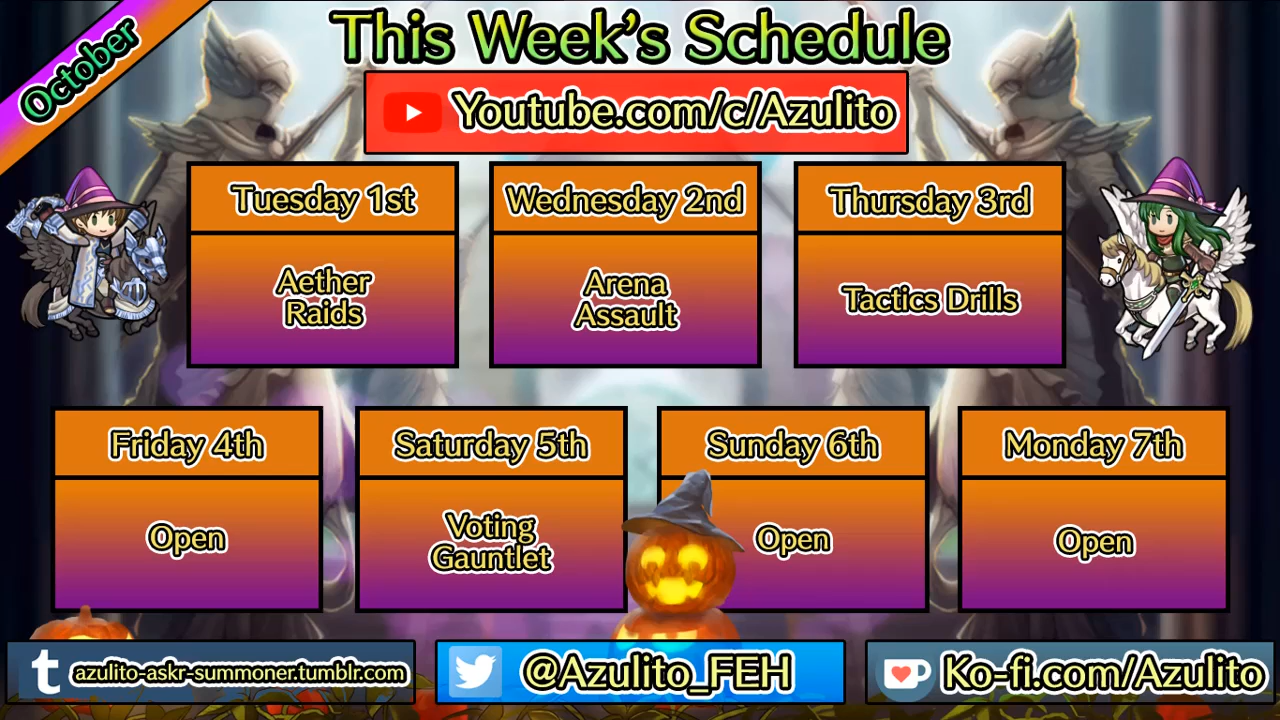 October
This Week's Schedule
Youtube.com/c/Azulito
Tuesday 1st
Aether
Raids
Wednesday 2nd
Arena
Assault
Thursday 3rd
Tactics Drills
Friday 4th
Open
Saturday 5th
Voting
Gauntlet
Sunday 6th
Open
Monday 7th
Open
azulito-askr-summoner.tumblr.com
@Azulito_FEH
Ko-fi.com/Azulito